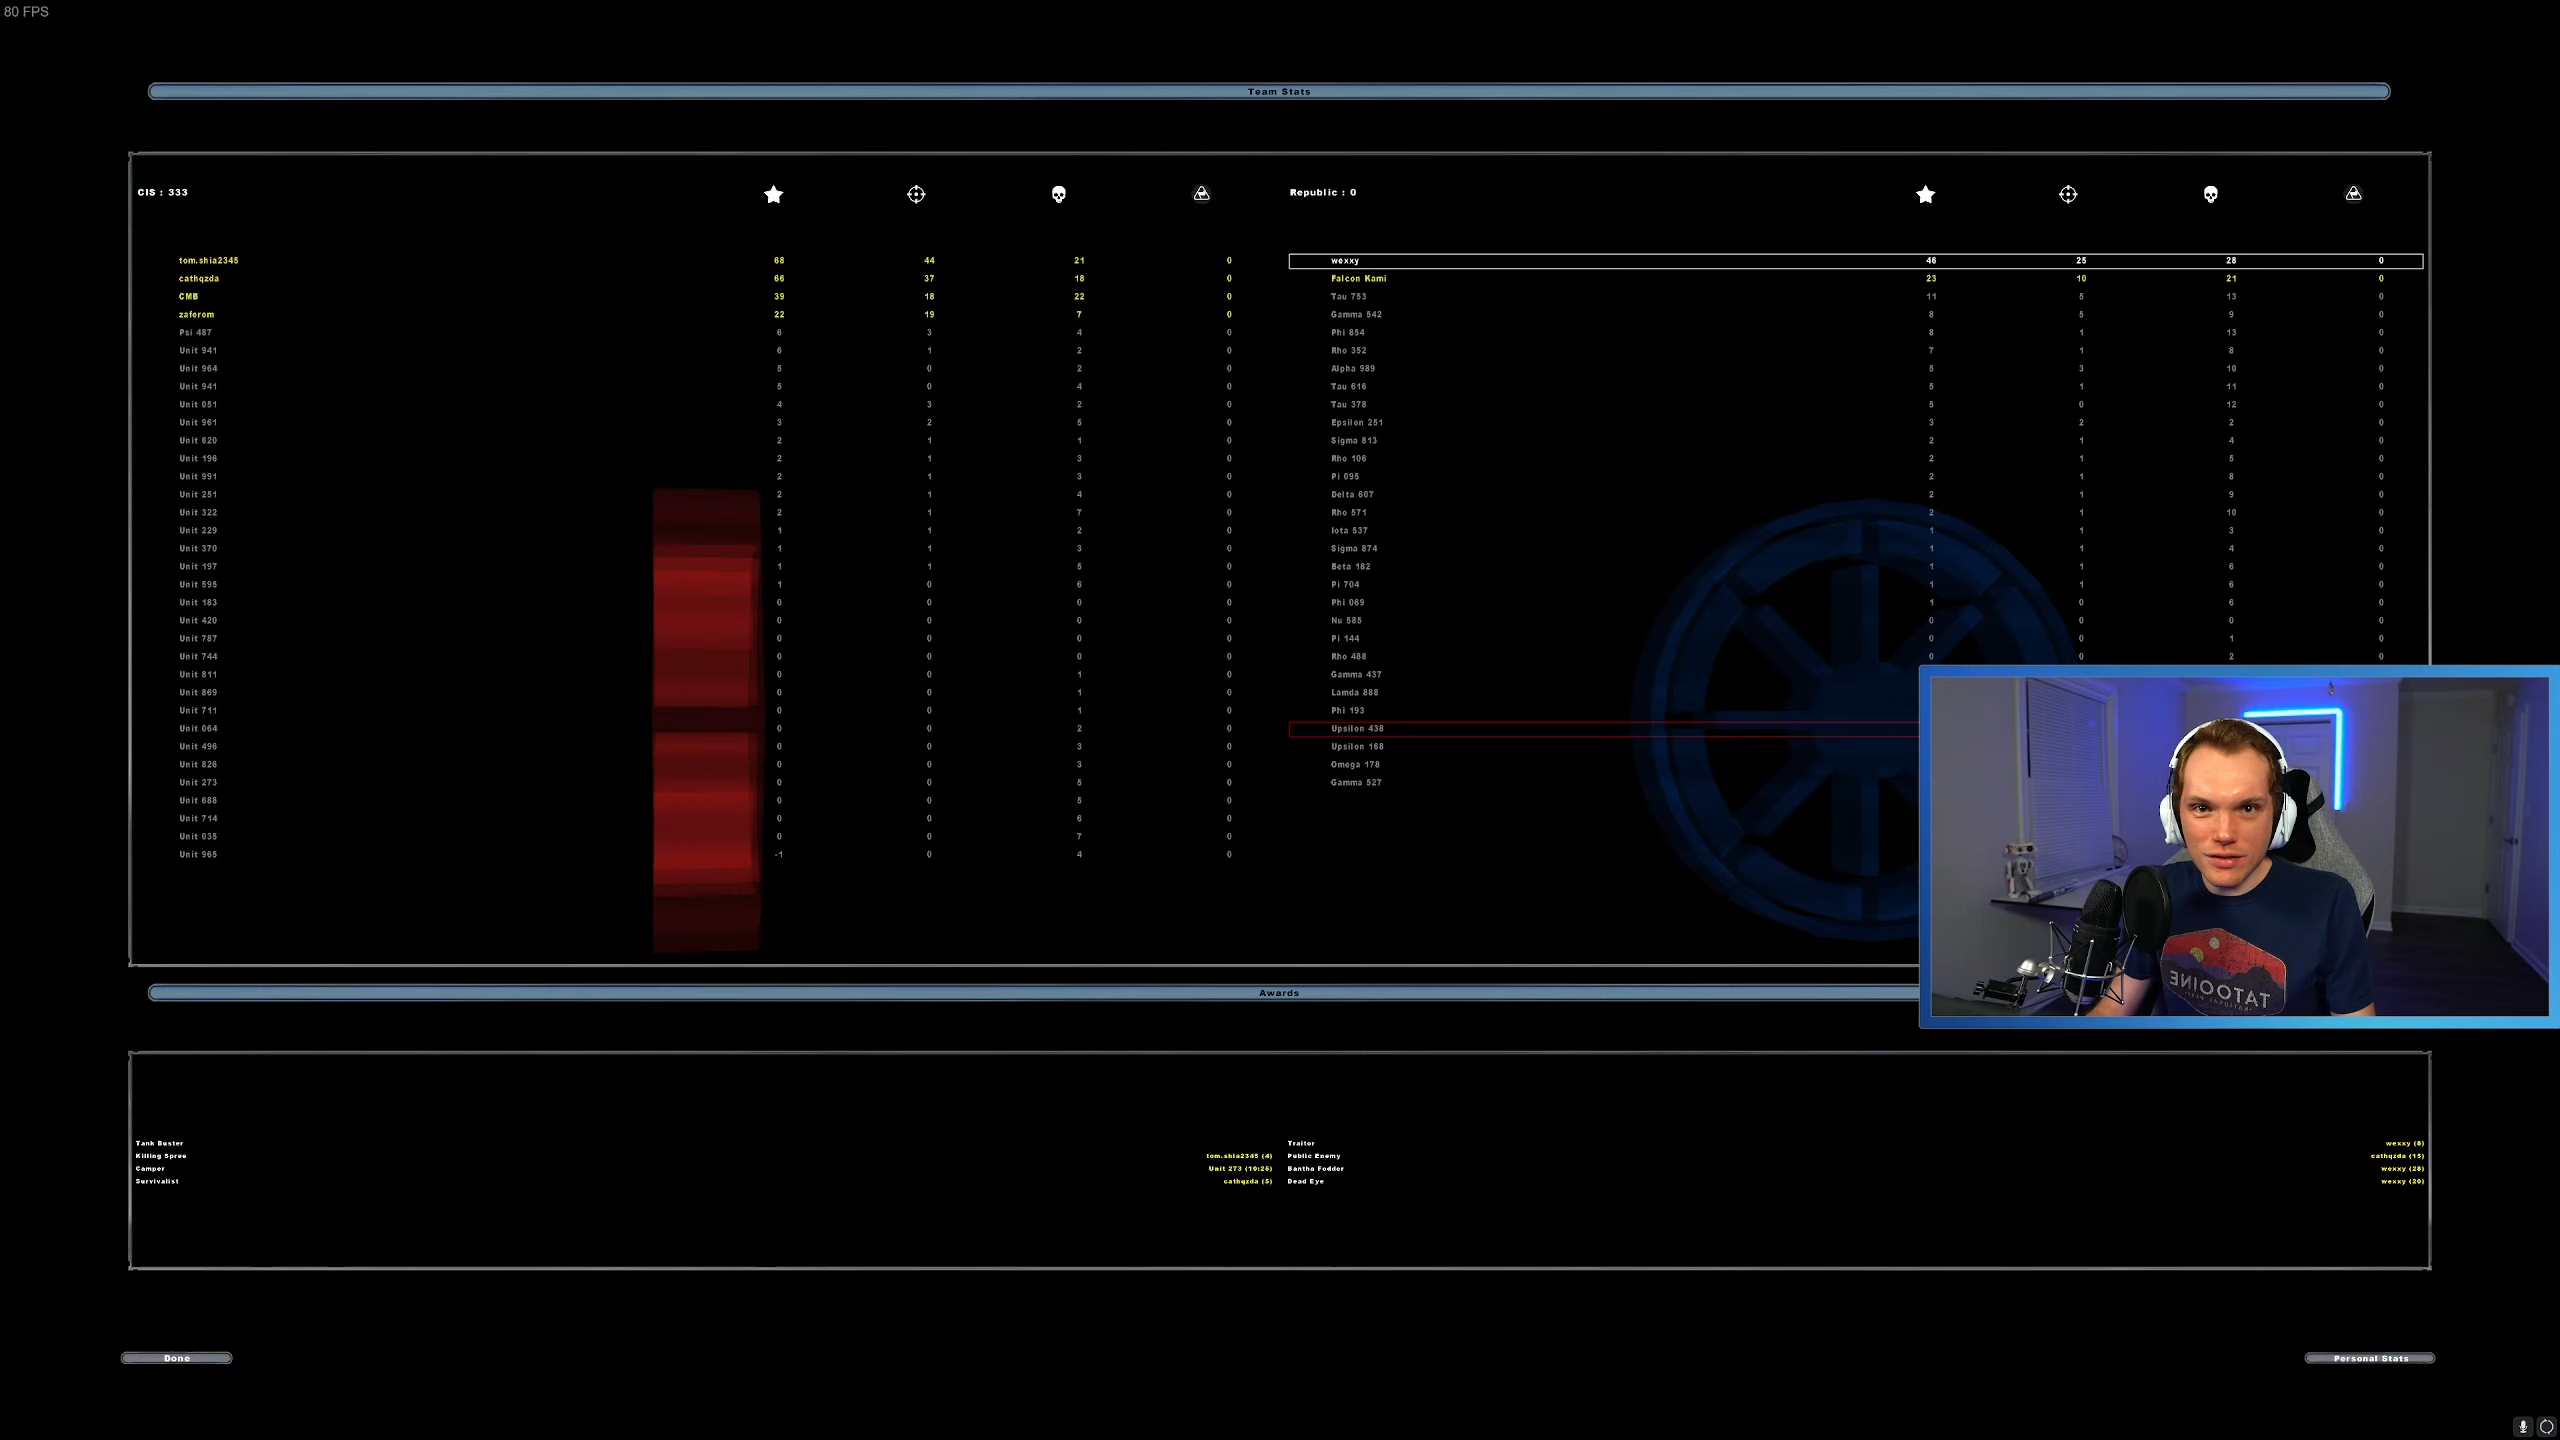 80 FPS
Team Stats
CIS : 333
Republic : 0
tom.shia2345 68 44 21 0
cathqzda 66 37 18 0
CMB 39 18 22 0
zaferom 22 19 7 0
Psi 487 6 3 4 0
Unit 941 6 1 2 0
Unit 964 5 0 2 0
Unit 941 5 0 4 0
Unit 051 4 3 2 0
Unit 961 3 2 5 0
Unit 620 2 1 1 0
Unit 196 2 1 3 0
Unit 991 2 1 3 0
Unit 251 2 1 4 0
Unit 322 2 1 7 0
Unit 229 1 1 2 0
Unit 370 1 1 3 0
Unit 197 1 1 5 0
Unit 595 1 0 6 0
Unit 183 0 0 0 0
Unit 420 0 0 0 0
Unit 787 0 0 0 0
Unit 744 0 0 0 0
Unit 811 0 0 1 0
Unit 869 0 0 1 0
Unit 711 0 0 1 0
Unit 064 0 0 2 0
Unit 496 0 0 3 0
Unit 826 0 0 3 0
Unit 273 0 0 5 0
Unit 688 0 0 5 0
Unit 714 0 0 6 0
Unit 035 0 0 7 0
Unit 965 -1 0 4 0
wexxy 46 25 28 0
Falcon Kami 23 10 21 0
Tau 753 11 5 13 0
Gamma 542 8 5 9 0
Phi 854 8 1 13 0
Rho 352 7 1 8 0
Alpha 989 5 3 10 0
Tau 616 5 1 11 0
Tau 378 5 0 12 0
Epsilon 251 3 2 2 0
Sigma 813 2 1 4 0
Rho 106 2 1 5 0
Pi 095 2 1 8 0
Delta 607 2 1 9 0
Rho 571 2 1 10 0
Iota 537 1 1 3 0
Sigma 874 1 1 4 0
Beta 182 1 1 6 0
Pi 704 1 1 6 0
Phi 069 1 0 6 0
Nu 585 0 0 0 0
Pi 144 0 0 1 0
Rho 488 0 0 2 0
Gamma 437
Lamda 888
Phi 193
Upsilon 438
Upsilon 168
Omega 178
Gamma 527
TATOOINE
Awards
Tank Buster
Killing Spree tom.shia2345 (4)
Camper Unit 273 (10:25)
Survivalist cathqzda (5)
Traitor wexxy (8)
Public Enemy cathqzda (15)
Bantha Fodder wexxy (28)
Dead Eye wexxy (20)
Done
Personal Stats